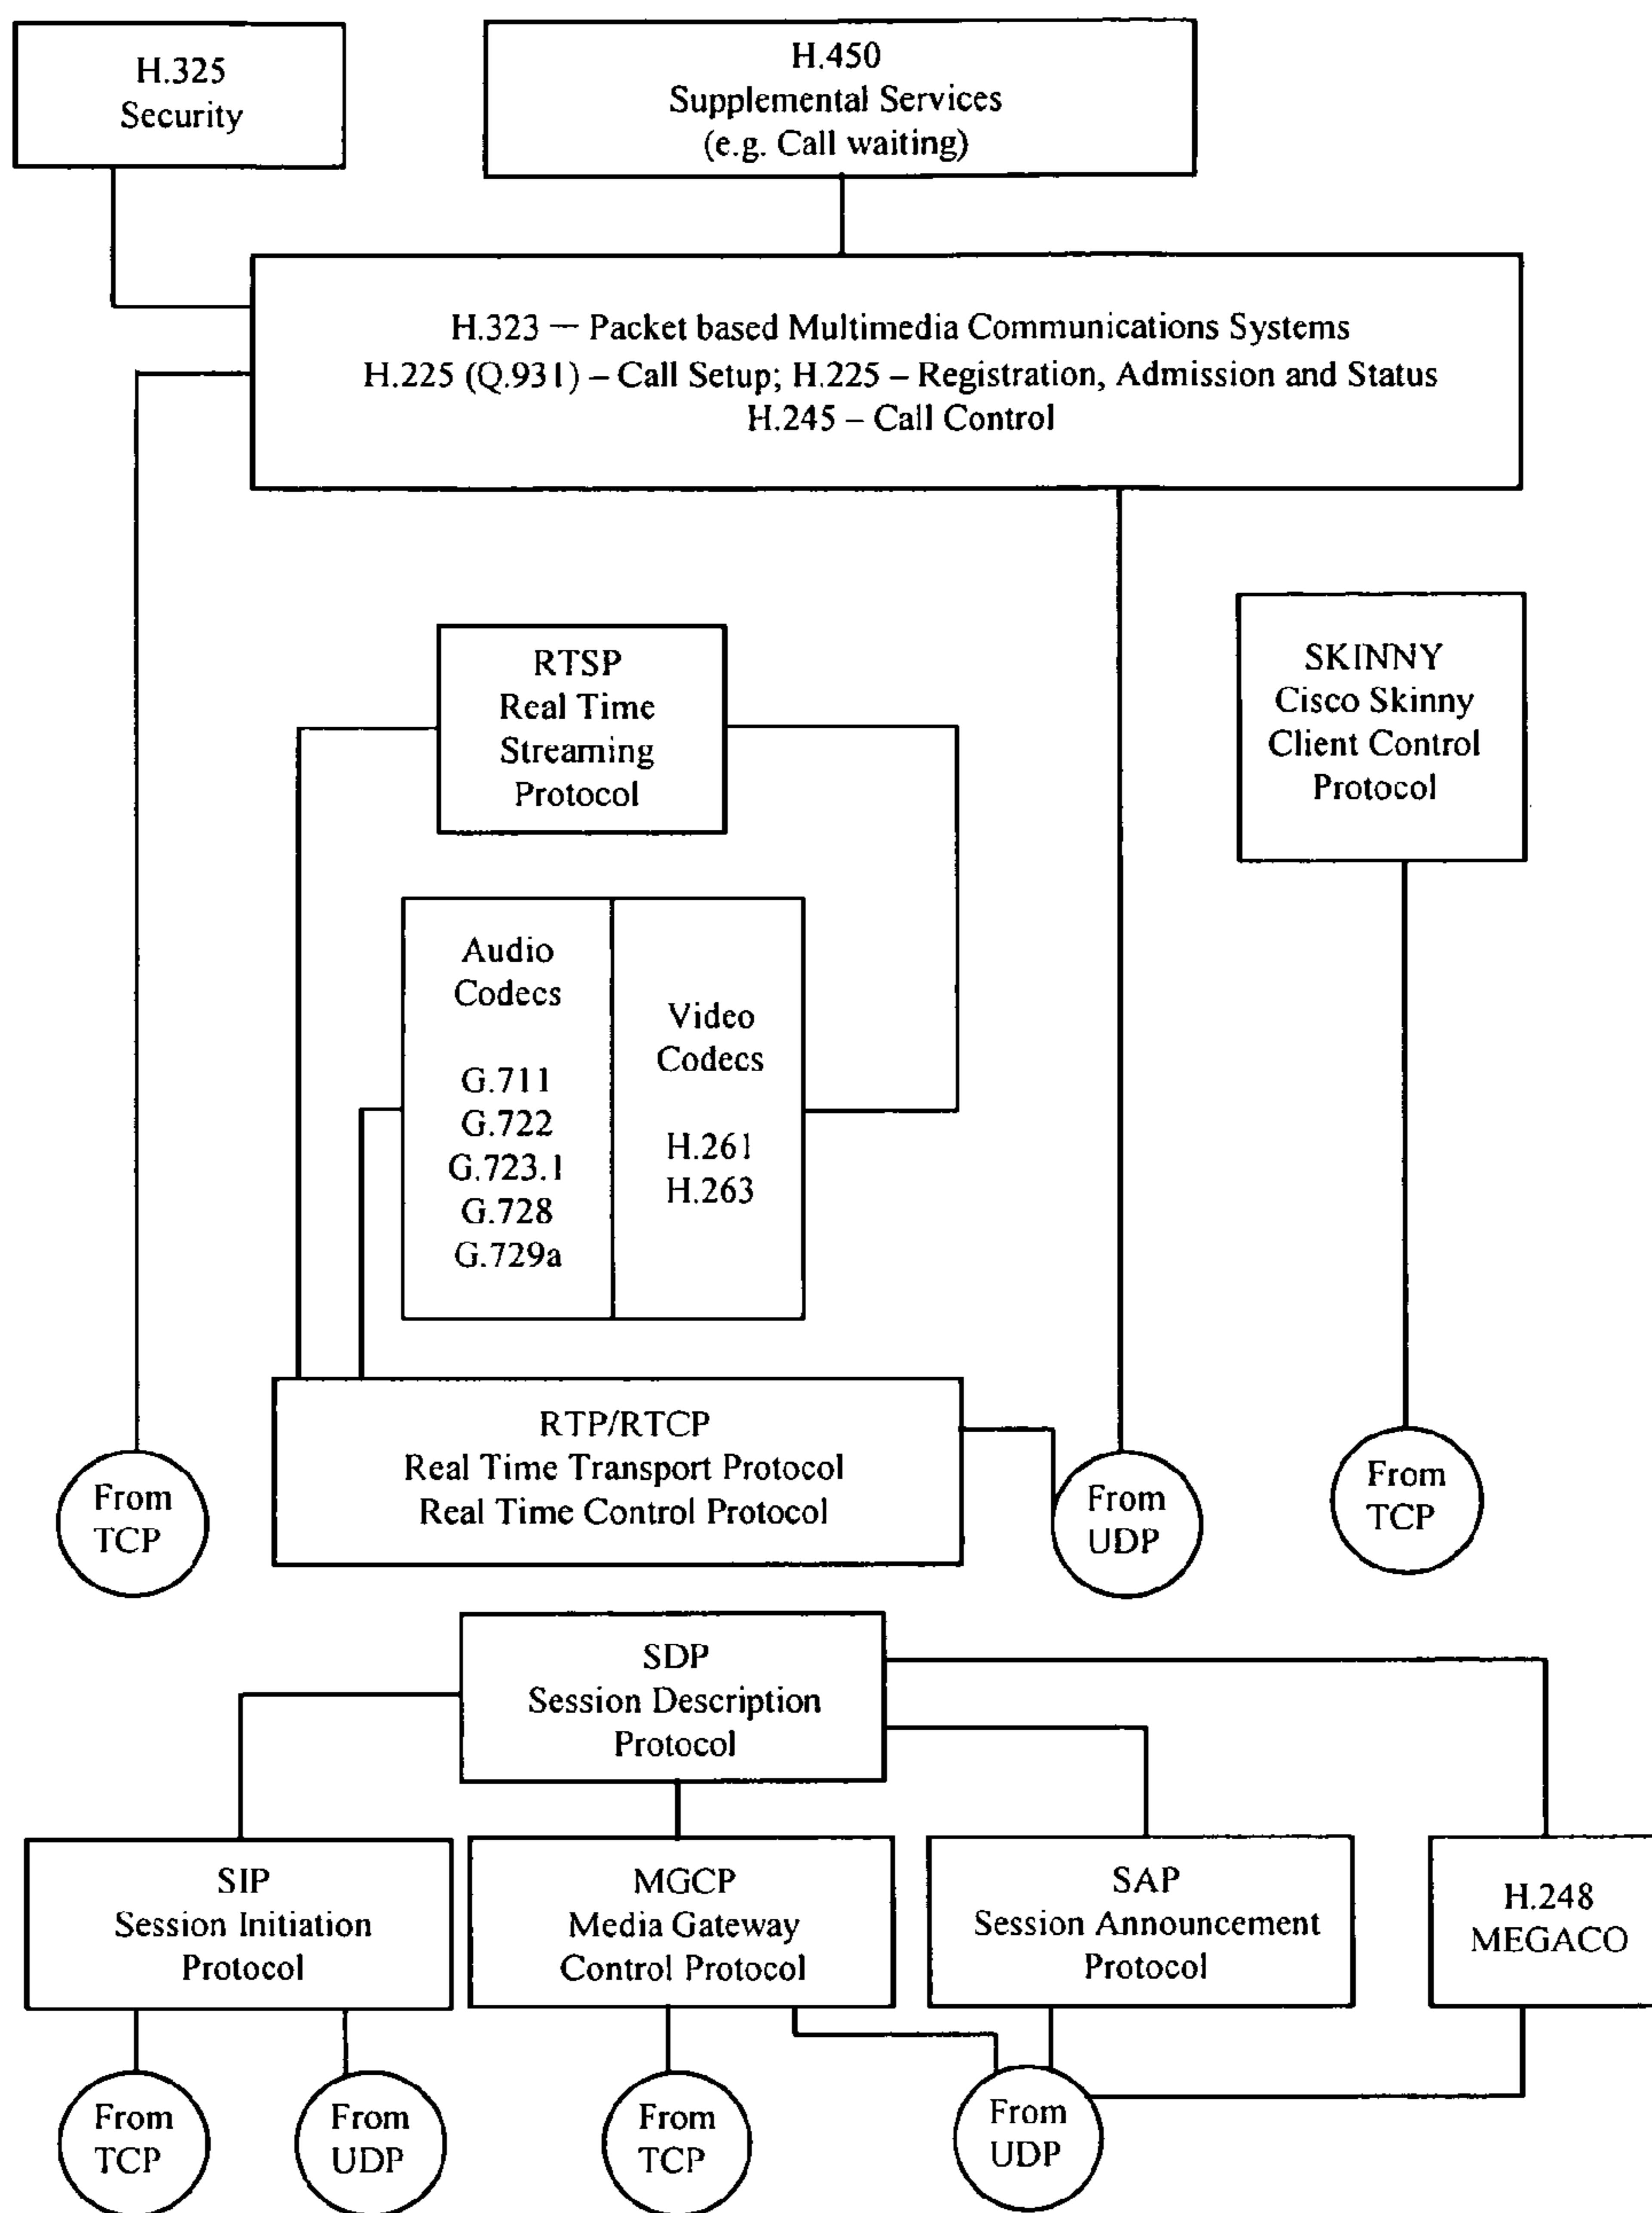 H.325
Security
H.450
Supplemental Services
(e.g. Call waiting)
H.323 — Packet based Multimedia Communications Systems
H.225 (Q.931) – Call Setup; H.225 – Registration, Admission and Status
H.245 – Call Control
RTSP
Real Time
Streaming
Protocol
SKINNY
Cisco Skinny
Client Control
Protocol
Audio
Codecs
G.711
G.722
G.723.1
G.728
G.729a
Video
Codecs
H.261
H.263
RTP/RTCP
Real Time Transport Protocol
Real Time Control Protocol
From
TCP
From
UDP
From
TCP
SDP
Session Description
Protocol
SIP
Session Initiation
Protocol
MGCP
Media Gateway
Control Protocol
SAP
Session Announcement
Protocol
H.248
MEGACO
From
TCP
From
UDP
From
TCP
From
UDP